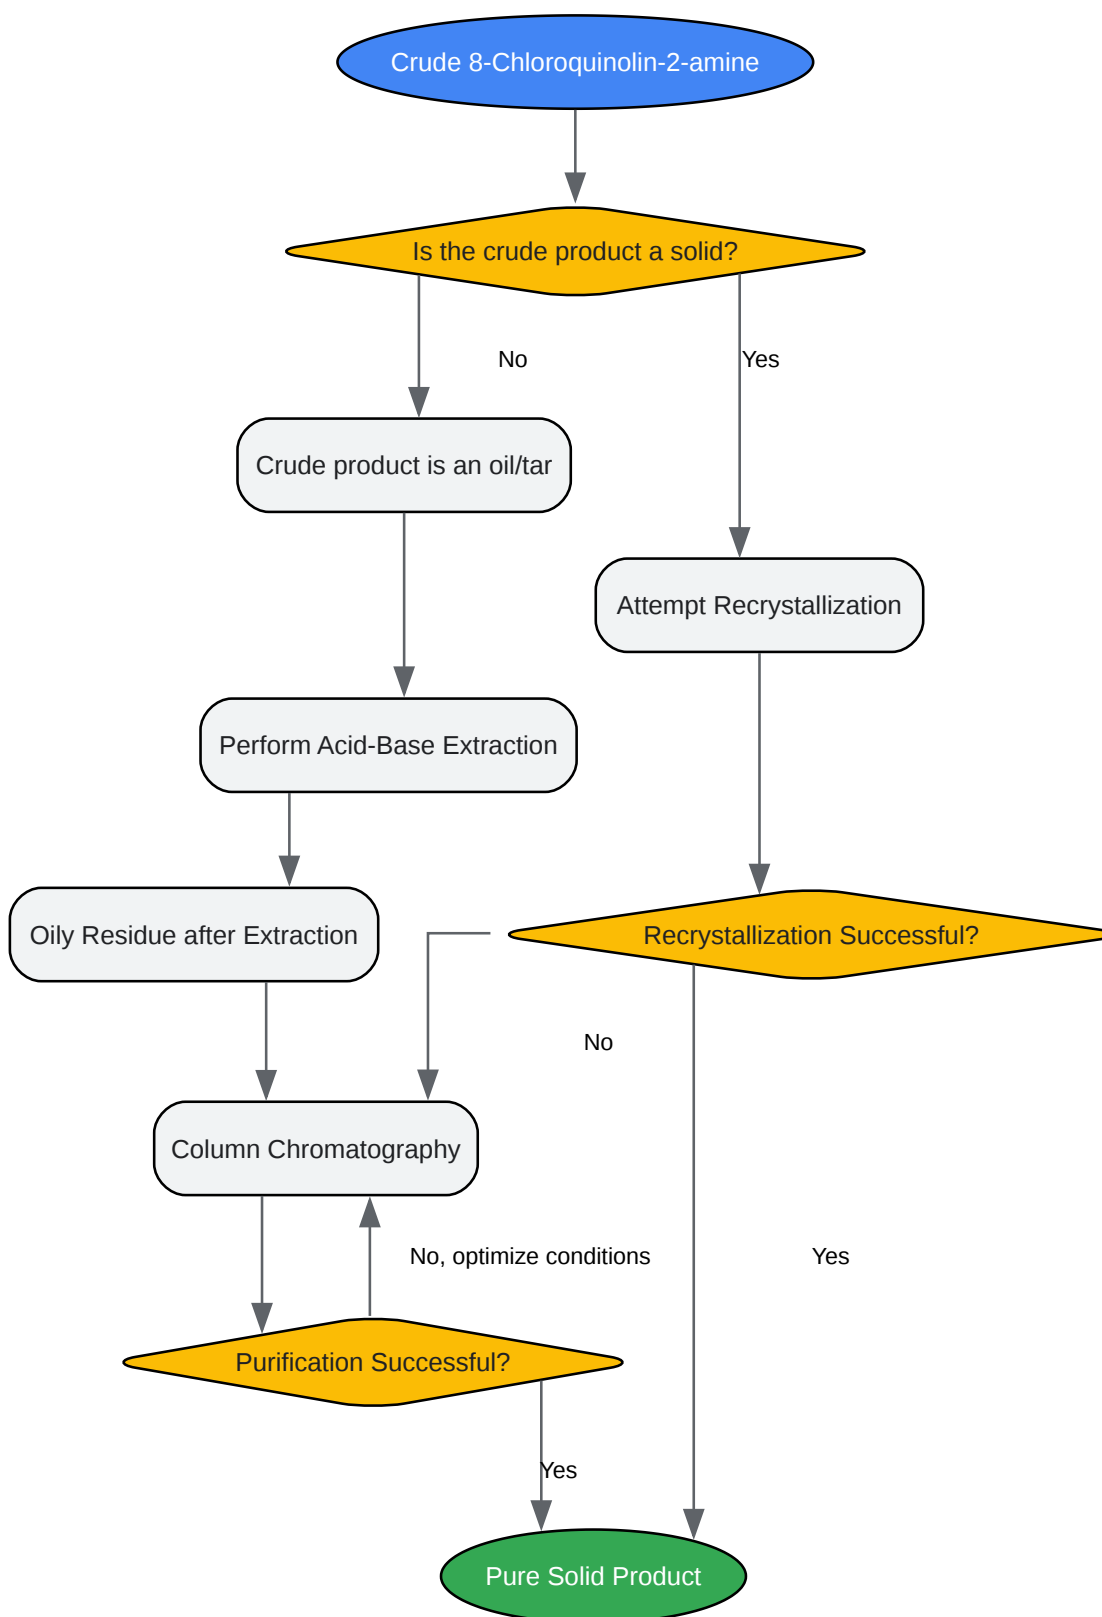 Crude 8-Chloroquinolin-2-amine
Is the crude product a solid?
No
Yes
Crude product is an oil/tar
Attempt Recrystallization
Perform Acid-Base Extraction
Oily Residue after Extraction
Recrystallization Successful?
No
Column Chromatography
No, optimize conditions
Yes
Purification Successful?
Yes
Pure Solid Product